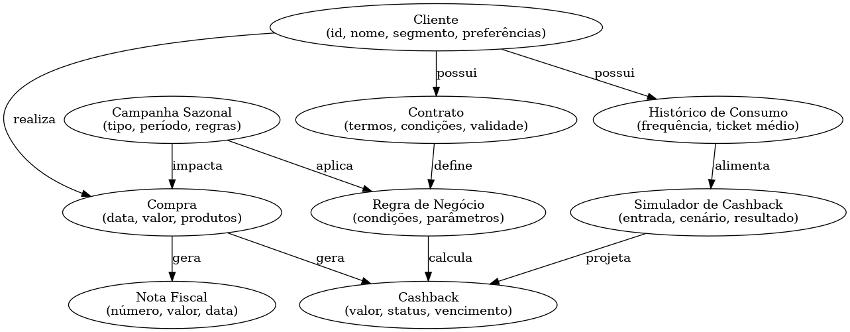 Cliente
(id, nome, segmento, preferências)
possui
possui
realiza
Campanha Sazonal
(tipo, período, regras)
Contrato
(termos, condições, validade)
Histórico de Consumo
(frequência, ticket médio)
impacta
aplica
define
alimenta
Compra
(data, valor, produtos)
Regra de Negócio
(condições, parâmetros)
Simulador de Cashback
(entrada, cenário, resultado)
gera
gera
calcula
projeta
Nota Fiscal
(número, valor, data)
Cashback
(valor, status, vencimento)